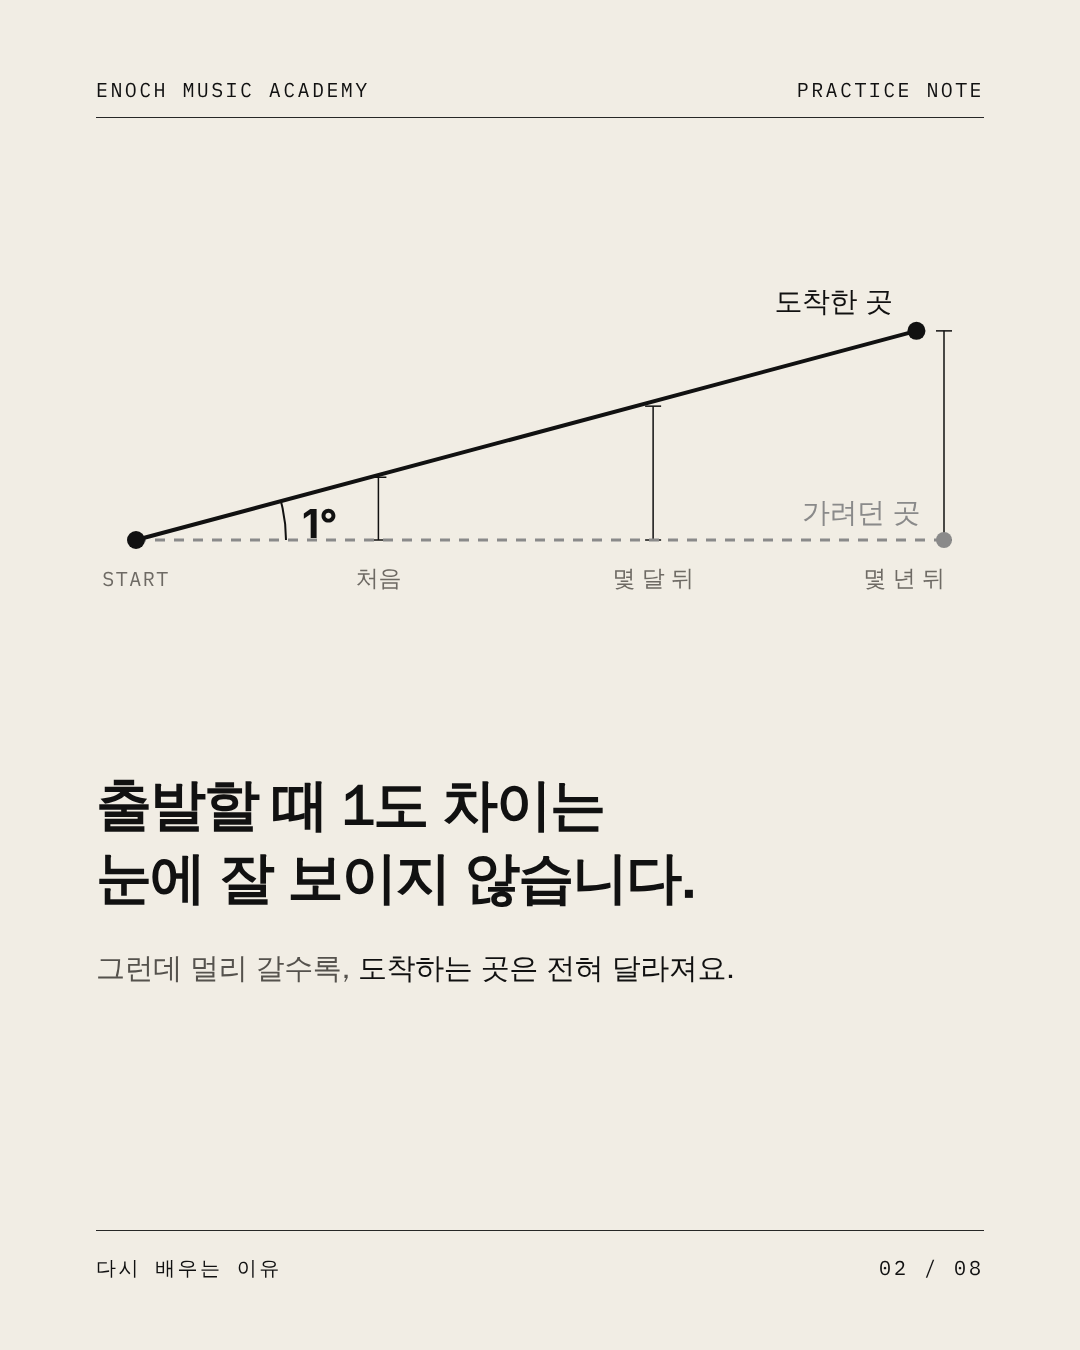 ENOCH MUSIC ACADEMY
PRACTICE NOTE
도착한 곳
1°
가려던 곳
START
처음
몇 달 뒤
몇 년 뒤
출발할 때 1도 차이는
눈에 잘 보이지 않습니다.
그런데 멀리 갈수록, 도착하는 곳은 전혀 달라져요.
다시 배우는 이유
02 / 08